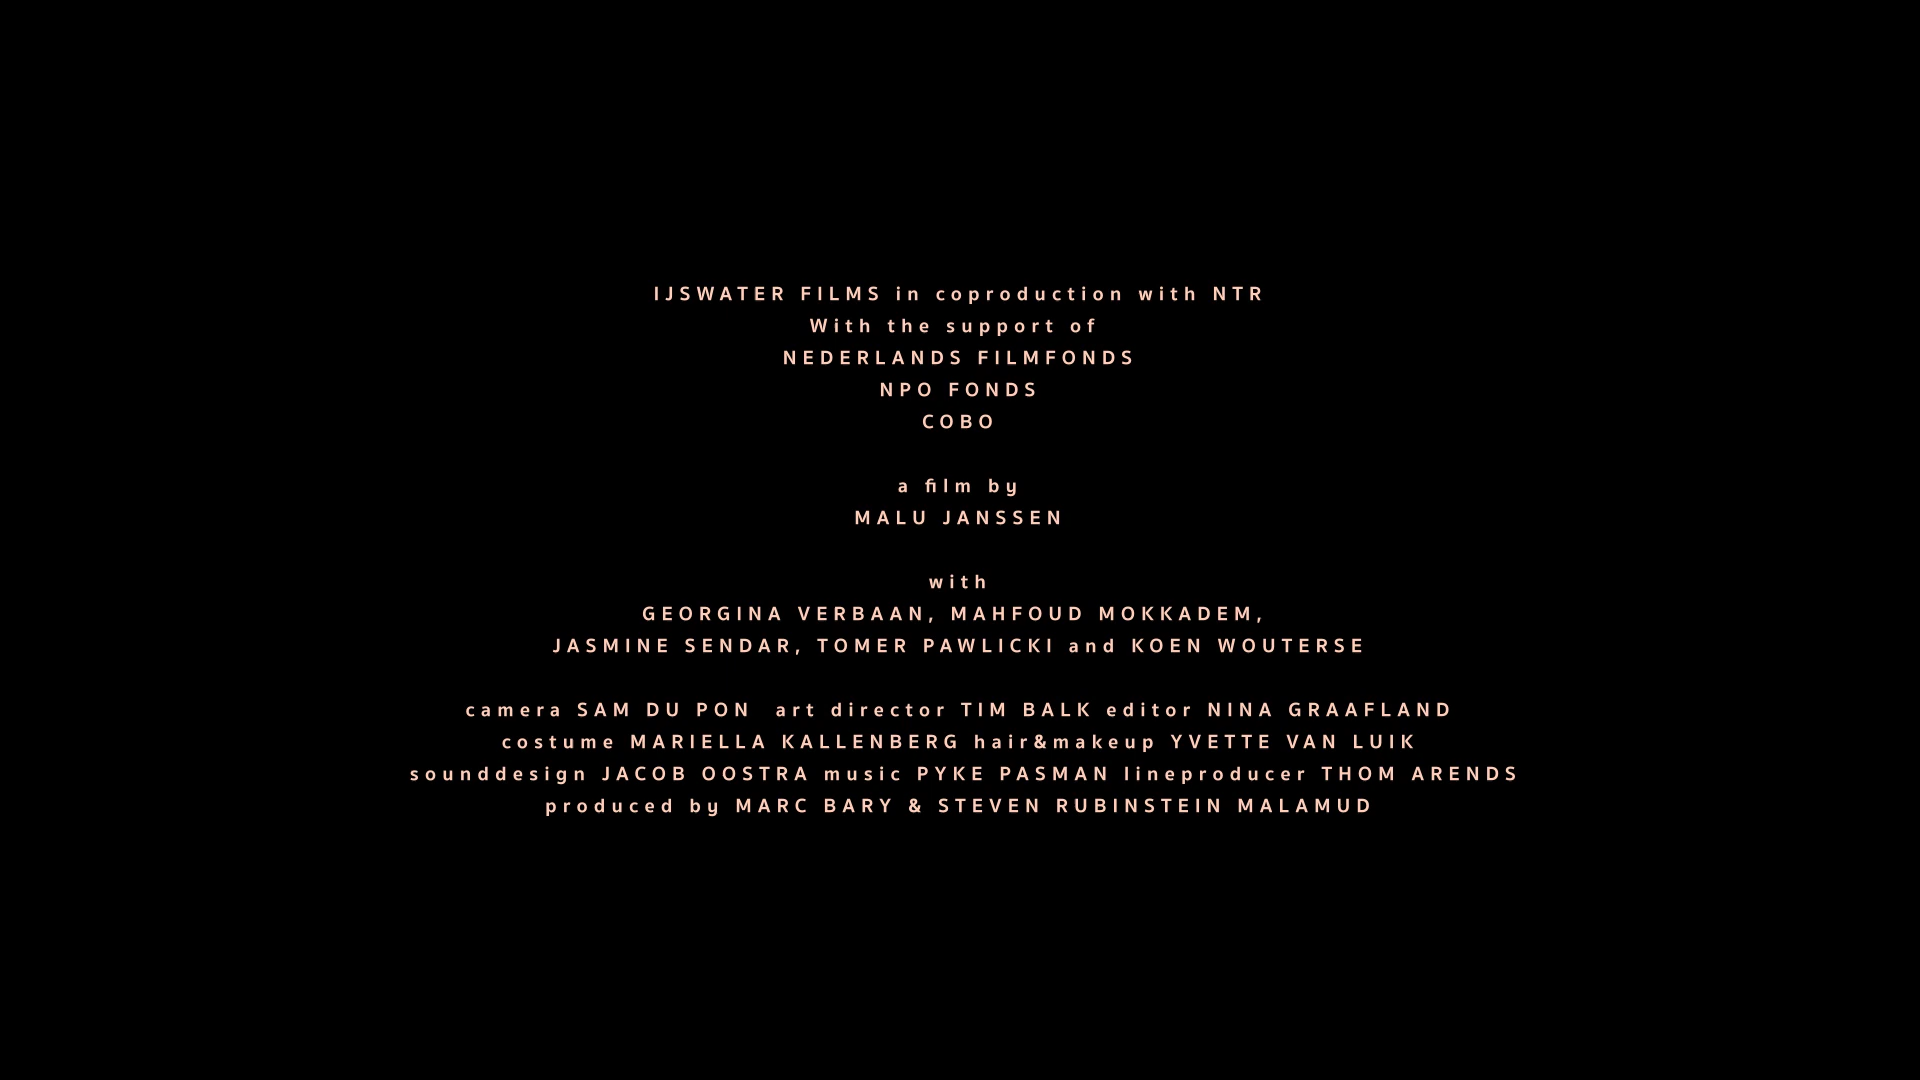 IJSWATER FILMS in coproduction with NTR
With the support of
NEDERLANDS FILMFONDS
NPO FONDS
COBO
a film by
MALU JANSSEN
with
GEORGINA VERBAAN, MAHFOUD MOKKADEM,
JASMINE SENDAR, TOMER PAWLICKI and KOEN WOUTERSE
camera SAM DU PON art director TIM BALK editor NINA GRAAFLAND
costume MARIELLA KALLENBERG hair&makeup YVETTE VAN LUIK
sounddesign JACOB OOSTRA music PYKE PASMAN lineproducer THOM ARENDS
produced by MARC BARY & STEVEN RUBINSTEIN MALAMUD